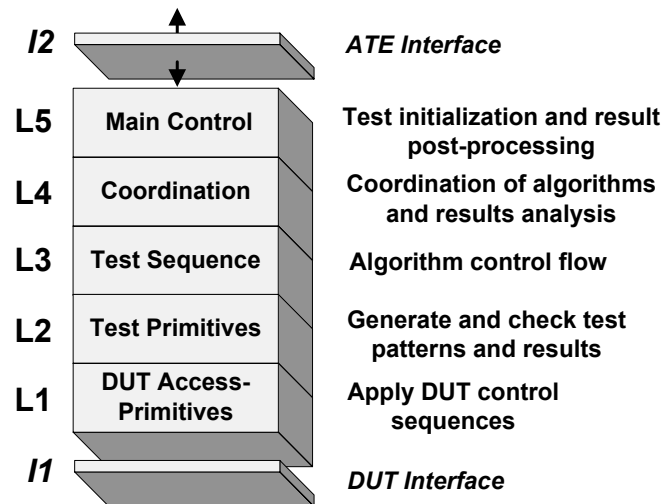 I2
ATE Interface
L5
Main Control
Test initialization and result
post-processing
L4
Coordination
Coordination of algorithms
and results analysis
L3
Test Sequence
Algorithm control flow
L2
Test Primitives
Generate and check test
patterns and results
L1
DUT Access-
Primitives
Apply DUT control
sequences
I1
DUT Interface